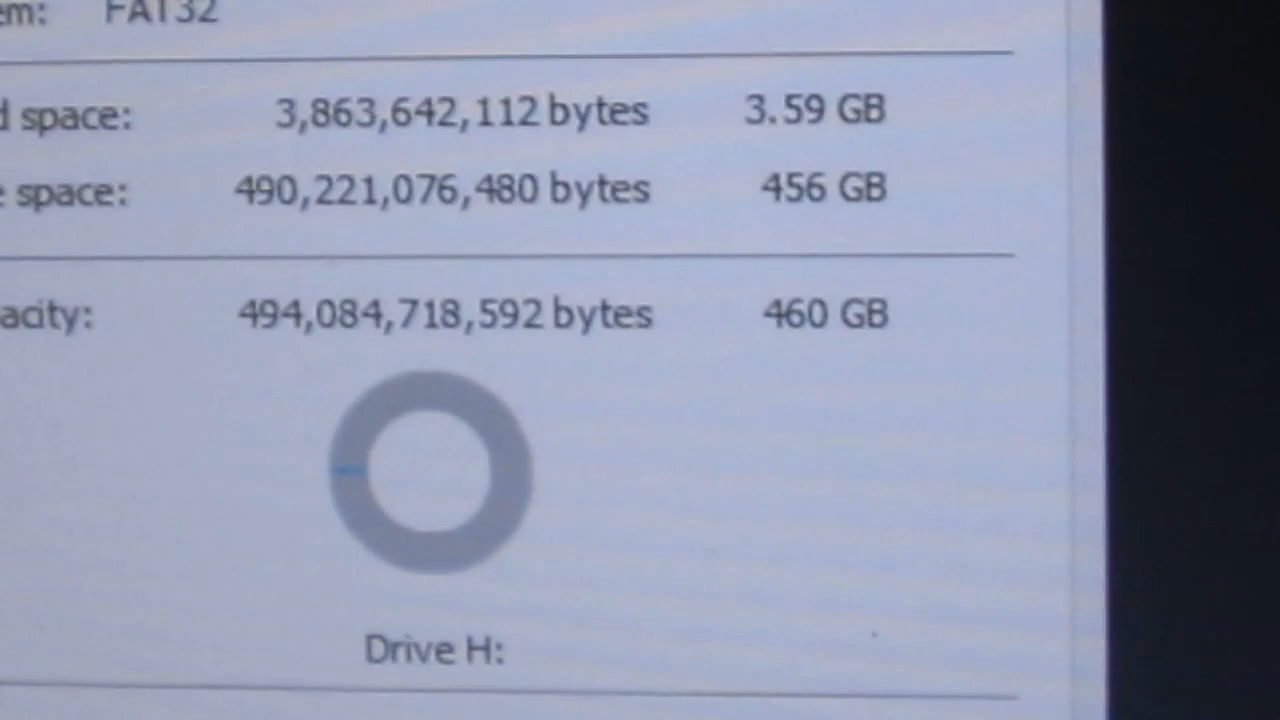 em: FAT32
d space: 3,863,642,112 bytes 3.59 GB
e space: 490,221,076,480 bytes 456 GB
acity: 494,084,718,592 bytes 460 GB
Drive H: